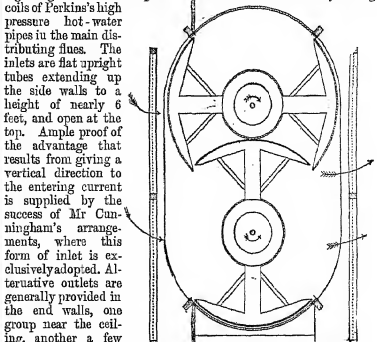 coils of Perkins's high
pressure hot-water
pipes in the main dis-
tributing flues. The
inlets are flat upright
tubes extending up
the side walls to a
height of nearly 6
feet, and open at the
top. Ample proof of
the advantage that
results from giving a
vertical direction to
the entering current
is supplied by the
success of Mr Cun-
ningham's arrange-
ments, where this
form of inlet is ex-
clusively adopted. Al-
ternative outlets are
generally provided in
the end walls, one
group near the ceil-
ing, another a few